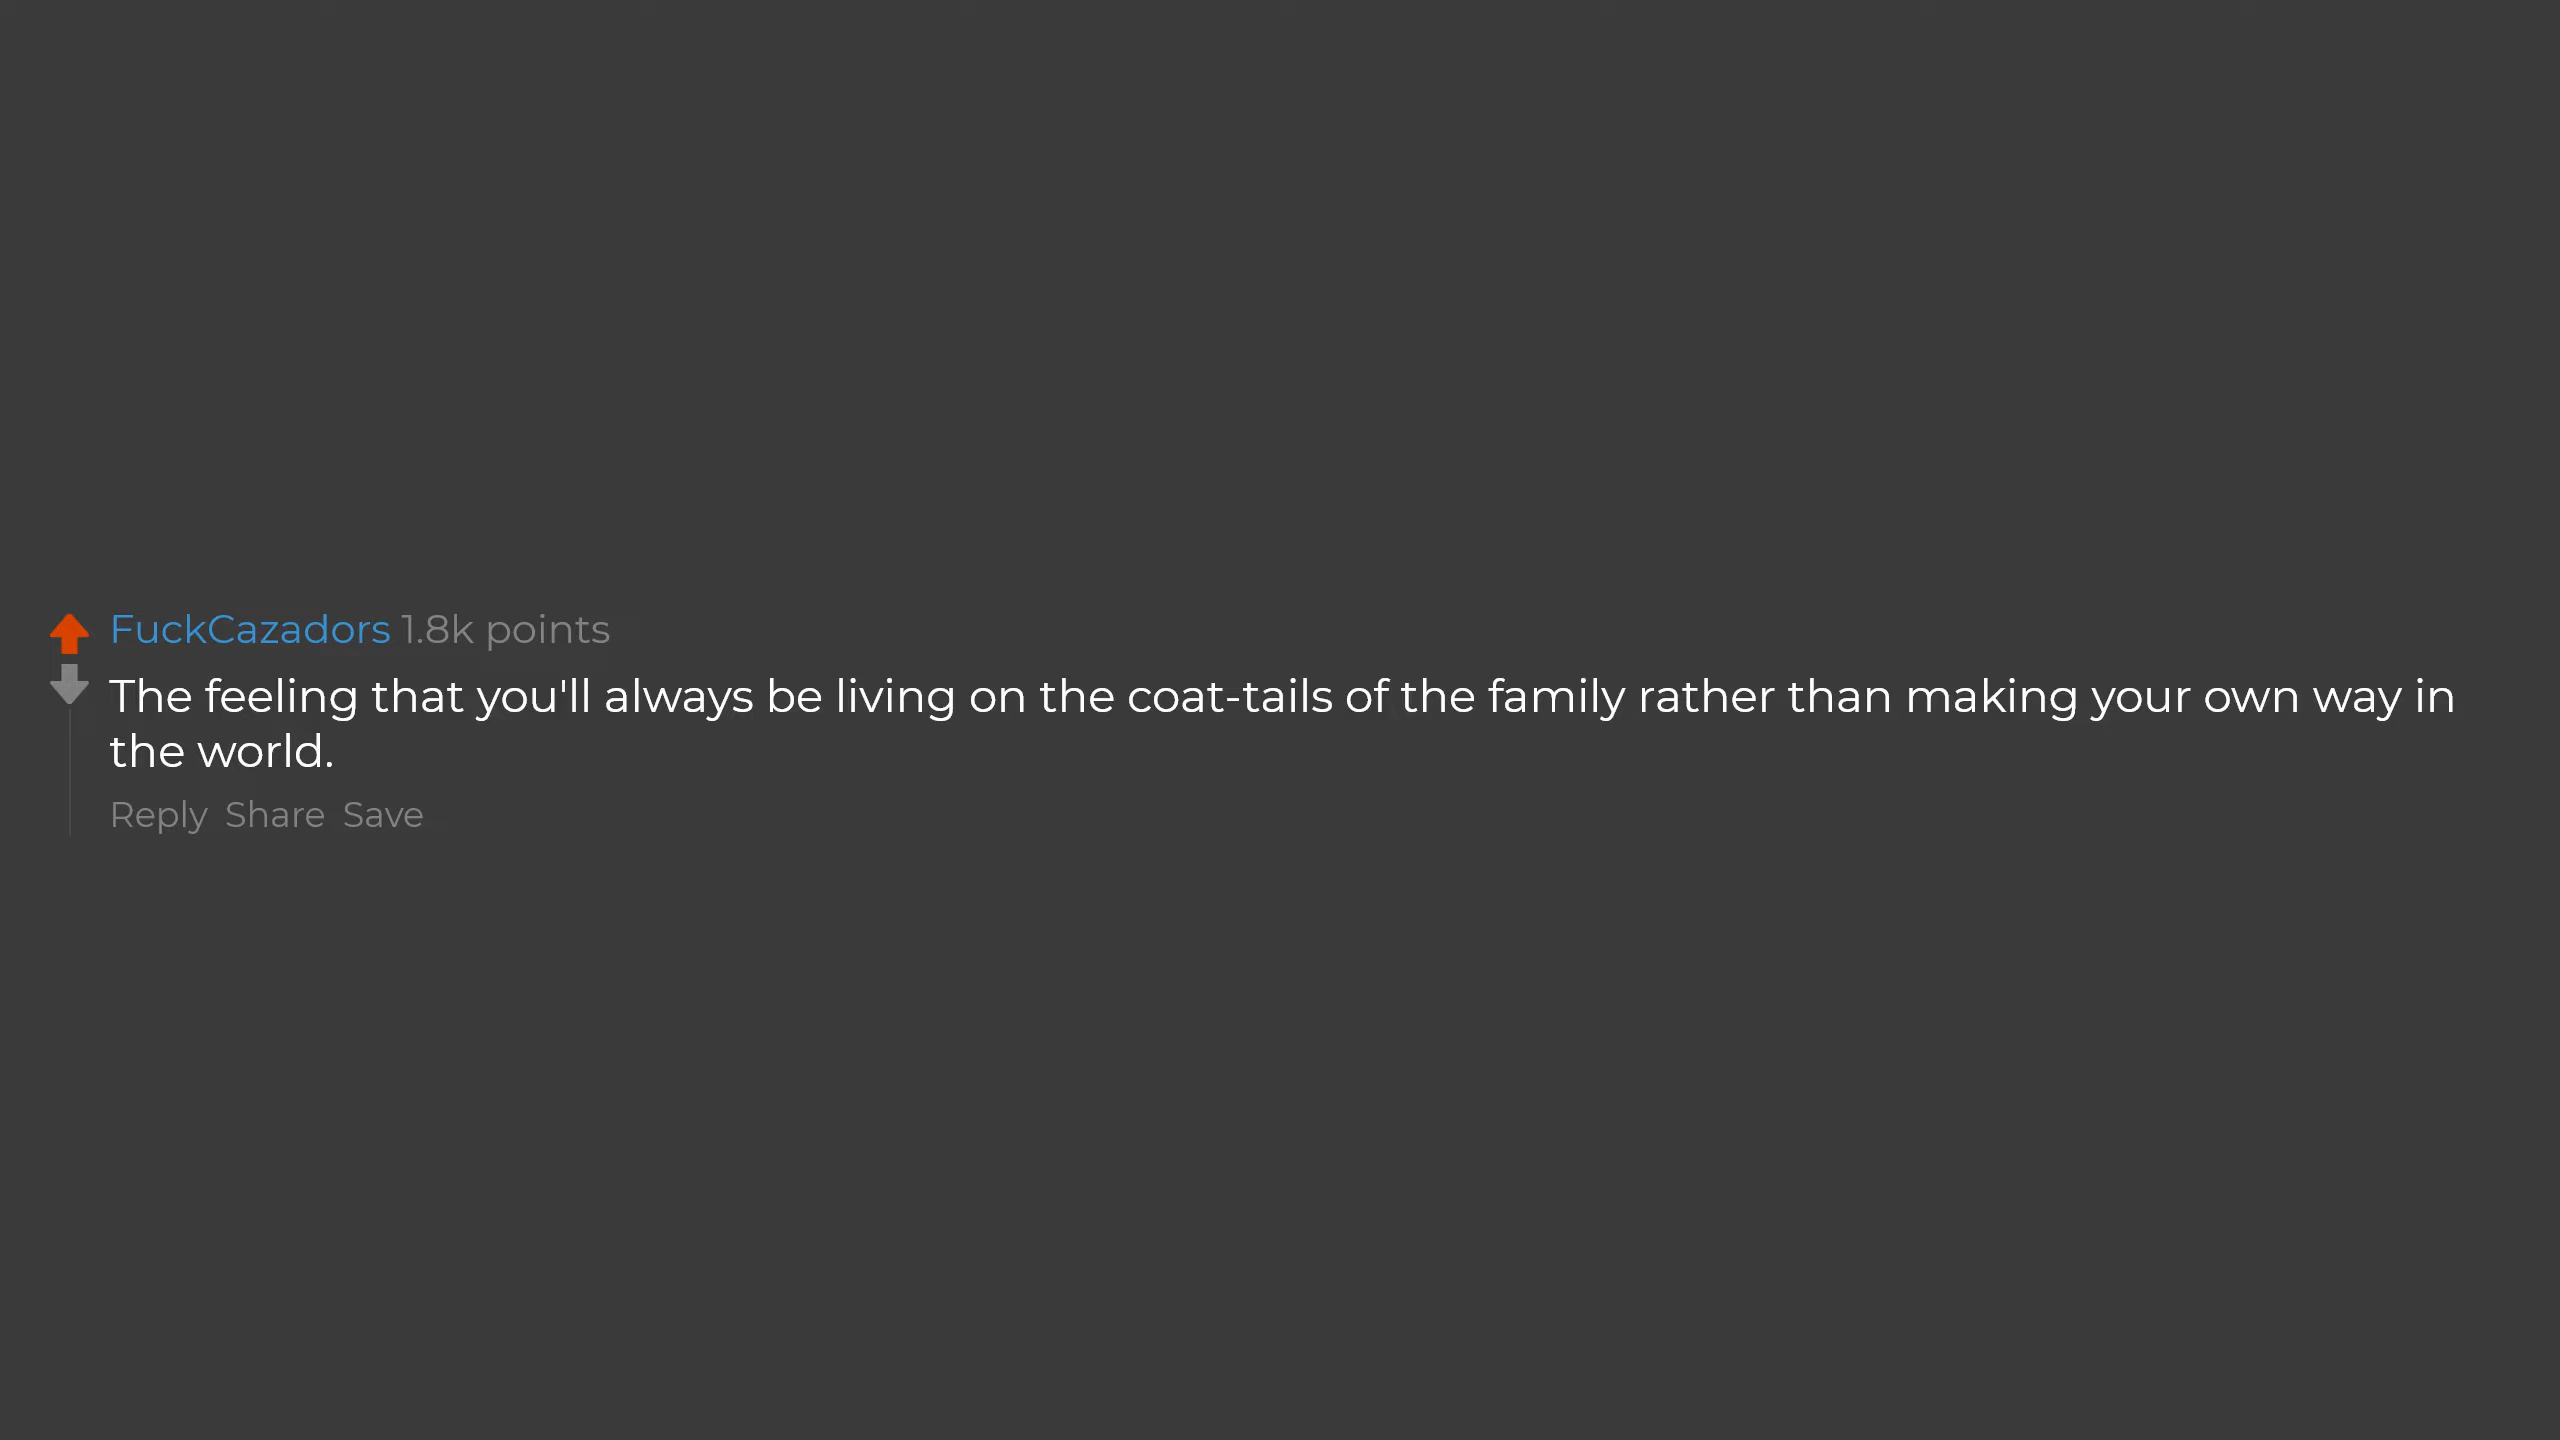 FuckCazadors 1.8k points
The feeling that you'll always be living on the coat-tails of the family rather than making your own way in
the world.
Reply Share Save